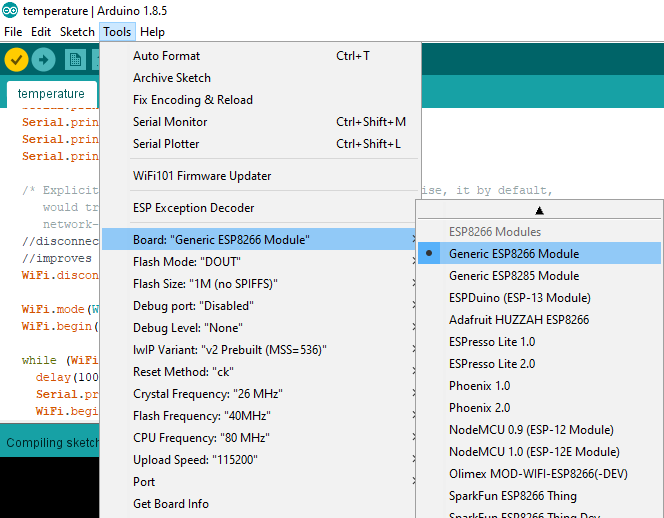 temperature | Arduino 1.8.5
File Edit Sketch Tools Help
Auto Format Ctrl+T
Archive Sketch
Fix Encoding & Reload
Serial Monitor Ctrl+Shift+M
Serial Plotter Ctrl+Shift+L
WiFi101 Firmware Updater
ESP Exception Decoder
Board: "Generic ESP8266 Module"
Flash Mode: "DOUT"
Flash Size: "1M (no SPIFFS)"
Debug port: "Disabled"
Debug Level: "None"
lwIP Variant: "v2 Prebuilt (MSS=536)"
Reset Method: "ck"
Crystal Frequency: "26 MHz"
Flash Frequency: "40MHz"
CPU Frequency: "80 MHz"
Upload Speed: "115200"
Port
Get Board Info
ESP8266 Modules
Generic ESP8266 Module
Generic ESP8285 Module
ESPDuino (ESP-13 Module)
Adafruit HUZZAH ESP8266
ESPresso Lite 1.0
ESPresso Lite 2.0
Phoenix 1.0
Phoenix 2.0
NodeMCU 0.9 (ESP-12 Module)
NodeMCU 1.0 (ESP-12E Module)
Olimex MOD-WIFI-ESP8266(-DEV)
SparkFun ESP8266 Thing
SparkFun ESP8266 Thing Dev
temperature
Serial.prin
Serial.prin
Serial.prin
Serial.prin
/* Explicit ise, it by default,
would tr
network-
//disconnec
//improves
WiFi.discon
WiFi.mode(W
WiFi.begin(
while (WiFi
delay(100
Serial.pr
WiFi.begi
Compiling sketch